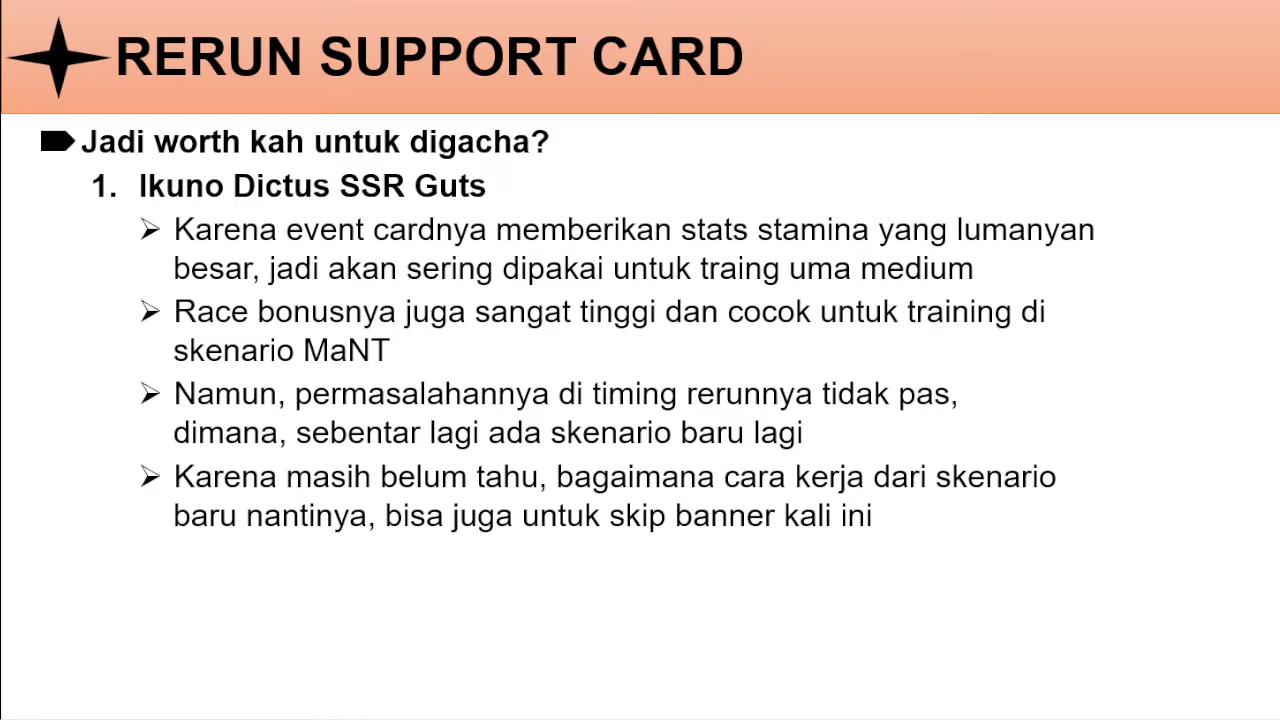 RERUN SUPPORT CARD
Jadi worth kah untuk digacha?
1. Ikuno Dictus SSR Guts
Karena event cardnya memberikan stats stamina yang lumanyan
besar, jadi akan sering dipakai untuk traing uma medium
Race bonusnya juga sangat tinggi dan cocok untuk training di
skenario MaNT
Namun, permasalahannya di timing rerunnya tidak pas,
dimana, sebentar lagi ada skenario baru lagi
Karena masih belum tahu, bagaimana cara kerja dari skenario
baru nantinya, bisa juga untuk skip banner kali ini